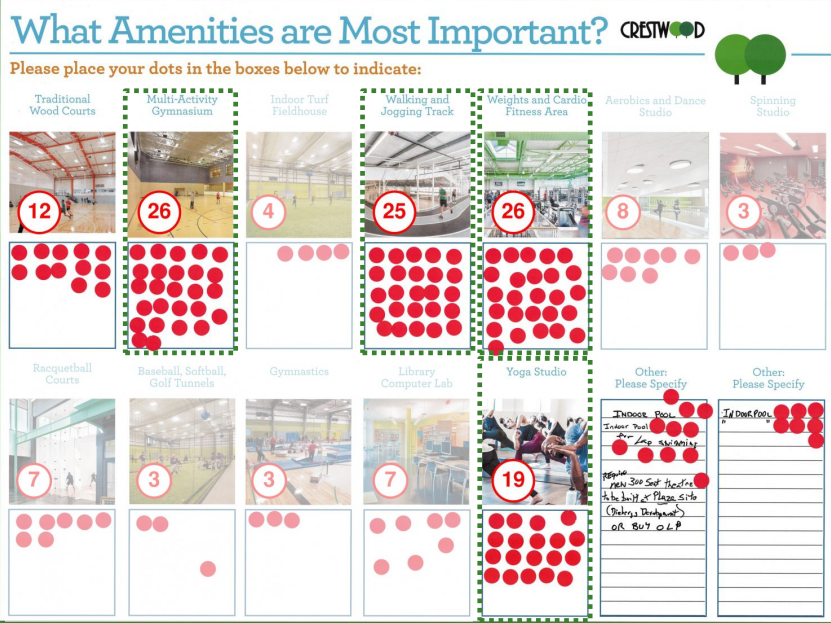 What Amenities are Most Important?
CRESTWOOD
Please place your dots in the boxes below to indicate:
Traditional
Wood Courts
12
Multi-Activity
Gymnasium
26
Indoor Turf
Fieldhouse
4
Walking and
Jogging Track
25
Weights and Cardio
Fitness Area
26
Aerobics and Dance
Studio
8
Spinning
Studio
3
Racquetball
Courts
7
Baseball, Softball,
Golf Tunnels
3
Gymnastics
3
Library
Computer Lab
7
Yoga Studio
19
Other:
Please Specify
INDOOR POOL
Indoor Pool
for Lap swimming
NEW 300 Seat theatre
to be built @ Plaza site
OR BUY OLP
Other:
Please Specify
INDOOR POOL
" "